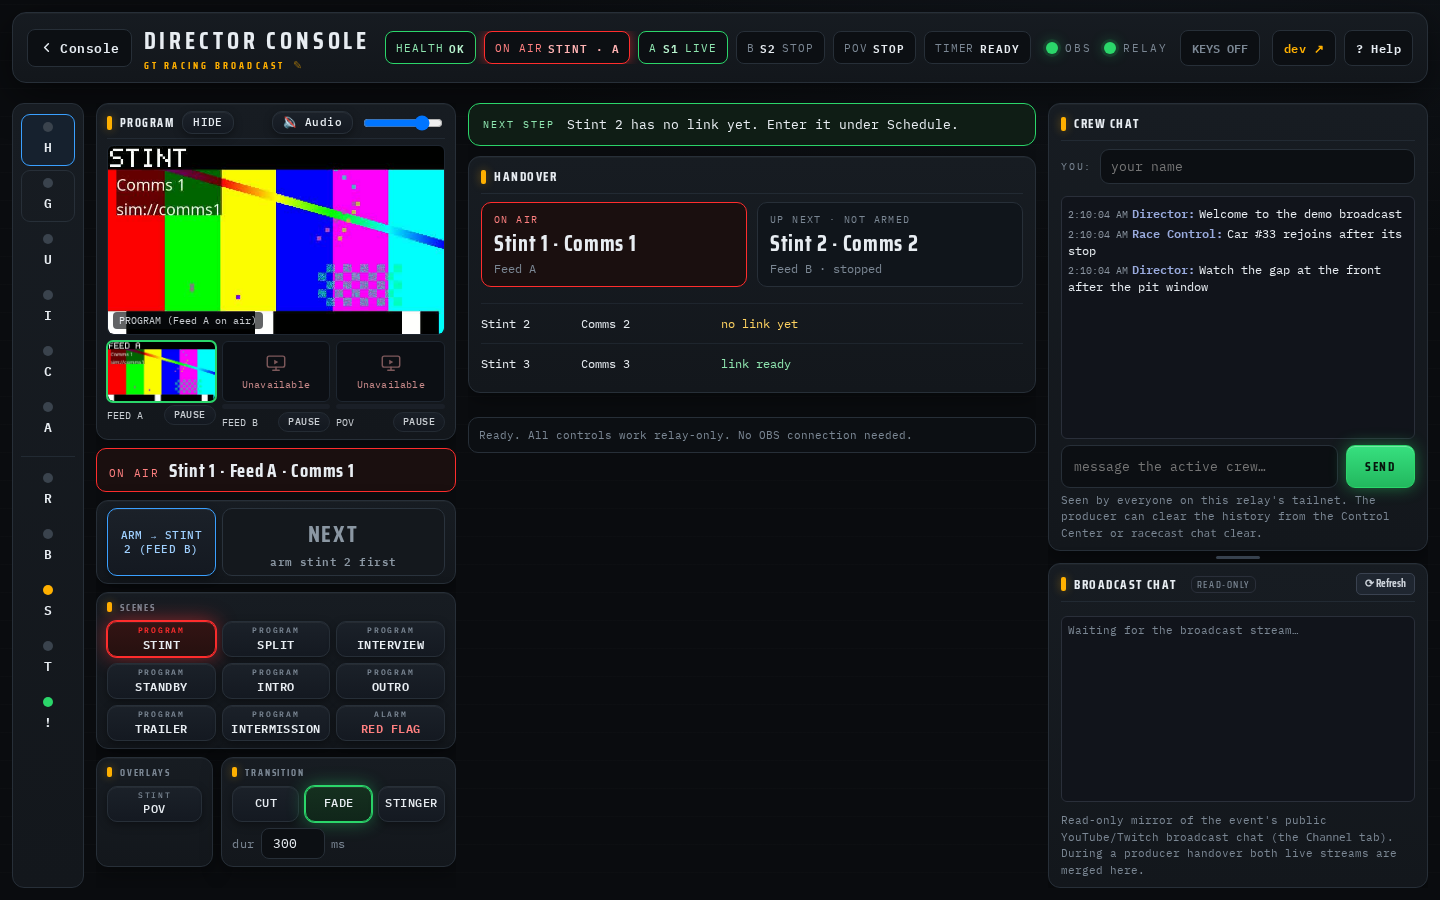 Console
DIRECTOR CONSOLE
GT RACING BROADCAST
HEALTH OK
ON AIR STINT · A
A S1 LIVE
B S2 STOP
POV STOP
TIMER READY
OBS
RELAY
KEYS OFF
dev ↗
? Help
H
G
U
I
C
A
R
B
S
T
!
PROGRAM
HIDE
Audio
STINT
Comms 1
sim://comms1
PROGRAM (Feed A on air)
FEED A
Unavailable
Unavailable
FEED A
PAUSE
FEED B
PAUSE
POV
PAUSE
ON AIR Stint 1 · Feed A · Comms 1
ARM → STINT
2 (FEED B)
NEXT
arm stint 2 first
SCENES
PROGRAM
STINT
PROGRAM
SPLIT
PROGRAM
INTERVIEW
PROGRAM
STANDBY
PROGRAM
INTRO
PROGRAM
OUTRO
PROGRAM
TRAILER
PROGRAM
INTERMISSION
ALARM
RED FLAG
OVERLAYS
STINT
POV
TRANSITION
CUT
FADE
STINGER
dur 300 ms
NEXT STEP Stint 2 has no link yet. Enter it under Schedule.
HANDOVER
ON AIR
Stint 1 · Comms 1
Feed A
UP NEXT · NOT ARMED
Stint 2 · Comms 2
Feed B · stopped
Stint 2 Comms 2 no link yet
Stint 3 Comms 3 link ready
Ready. All controls work relay-only. No OBS connection needed.
CREW CHAT
YOU: your name
2:10:04 AM Director: Welcome to the demo broadcast
2:10:04 AM Race Control: Car #33 rejoins after its
stop
2:10:04 AM Director: Watch the gap at the front
after the pit window
message the active crew…
SEND
Seen by everyone on this relay's tailnet. The
producer can clear the history from the Control
Center or racecast chat clear.
BROADCAST CHAT
READ-ONLY
⟳ Refresh
Waiting for the broadcast stream…
Read-only mirror of the event's public
YouTube/Twitch broadcast chat (the Channel tab).
During a producer handover both live streams are
merged here.